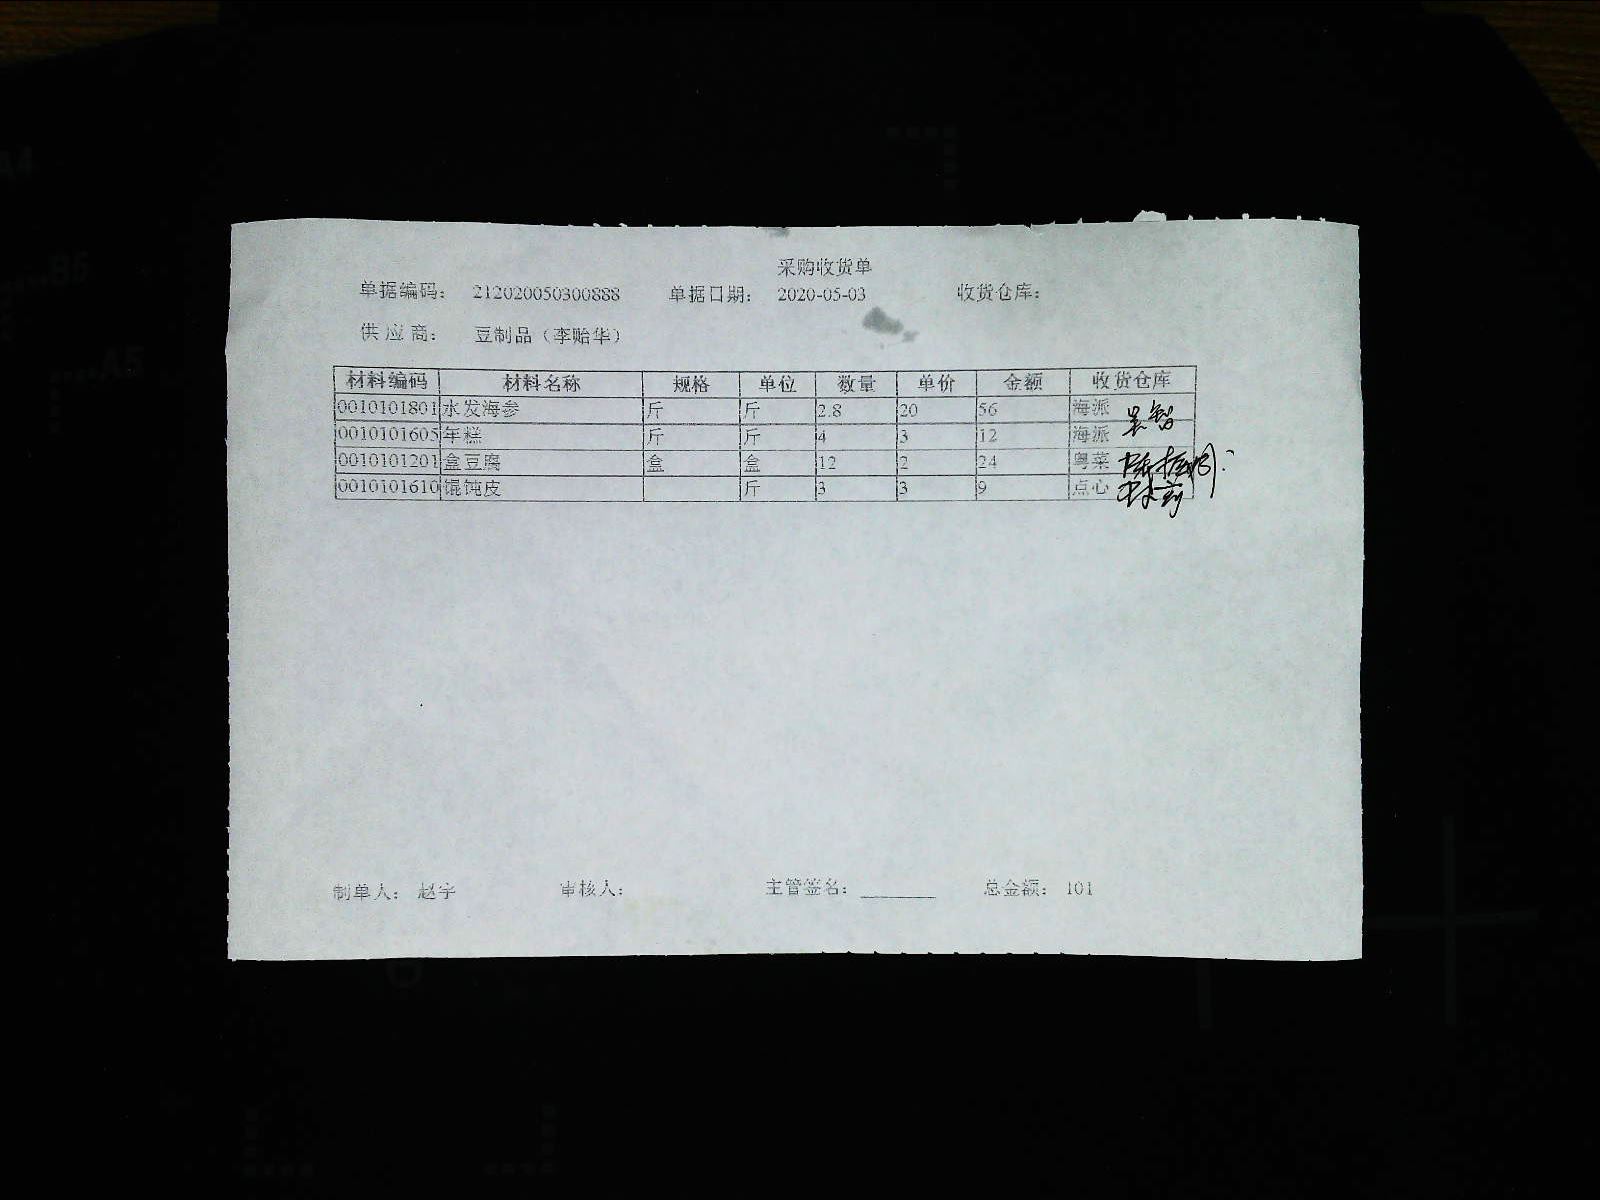 采购收货单
单据编码: 212020050300888 单据日期: 2020-05-03 收货仓库:
供应商: 豆制品（李贻华）
材料编码 材料名称 规格 单位 数量 单价 金额 收货仓库
0010101801 水发海参 斤 斤 2.8 20 56 海派
0010101605 年糕 斤 斤 4 3 12 海派
0010101201 盒豆腐 盒 盒 12 2 24 粤菜
0010101610 馄饨皮 斤 3 3 9 点心
制单人: 赵宇 审核人: 主管签名: 总金额: 101
A4
B6
A5